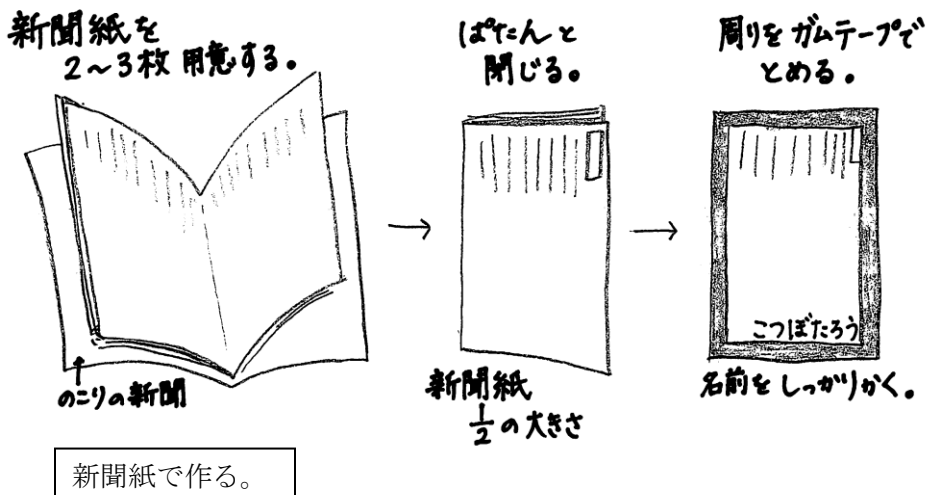 新聞紙を
2～3枚 用意する。
ぱたんと
閉じる。
周りをガムテープで
とめる。
こつぼたろう
のこりの新聞
新聞紙
1/2の大きさ
名前をしっかりかく。
新聞紙で作る。